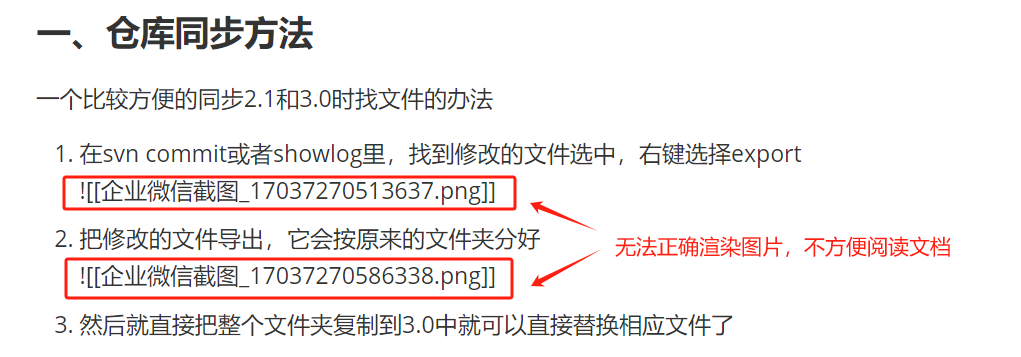 一、仓库同步方法
一个比较方便的同步2.1和3.0时找文件的办法
1. 在svn commit或者showlog里，找到修改的文件选中，右键选择export
![[企业微信截图_17037270513637.png]]
2. 把修改的文件导出，它会按原来的文件夹分好
无法正确渲染图片，不方便阅读文档
![[企业微信截图_17037270586338.png]]
3. 然后就直接把整个文件夹复制到3.0中就可以直接替换相应文件了